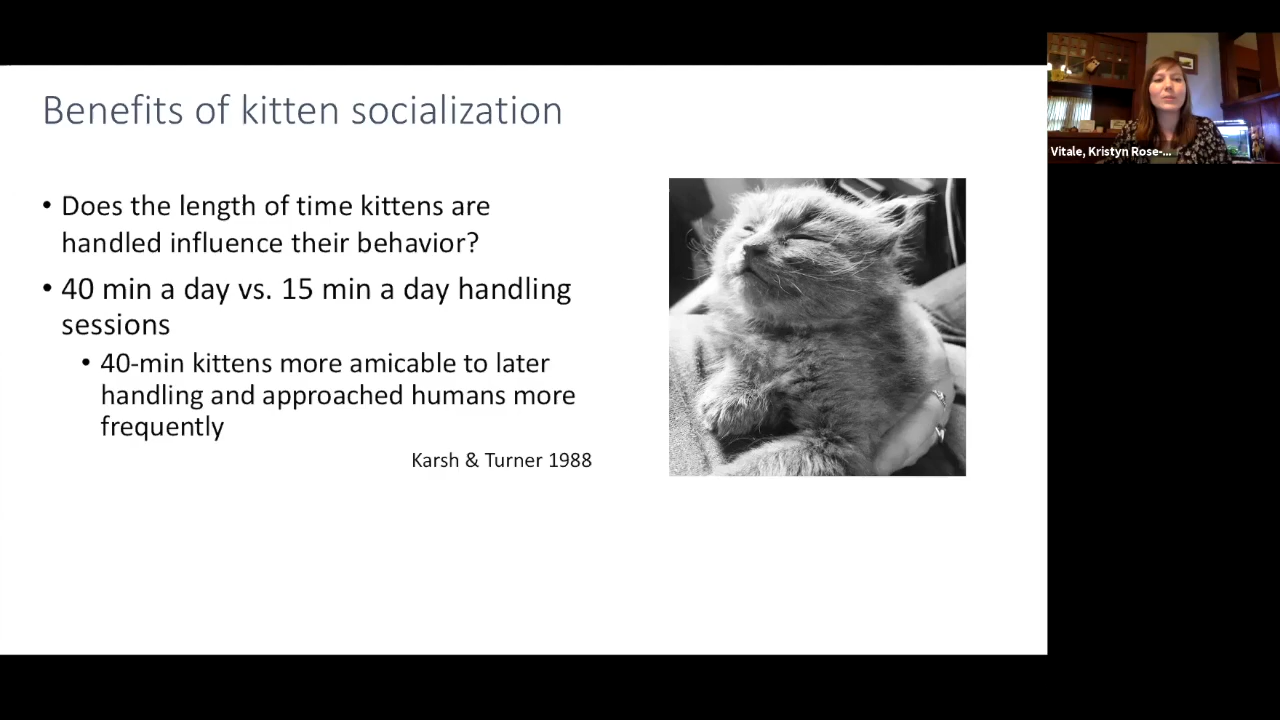 Benefits of kitten socialization
• Does the length of time kittens are
handled influence their behavior?
• 40 min a day vs. 15 min a day handling
sessions
• 40-min kittens more amicable to later
handling and approached humans more
frequently
Karsh & Turner 1988
Vitale, Kristyn Rose-...